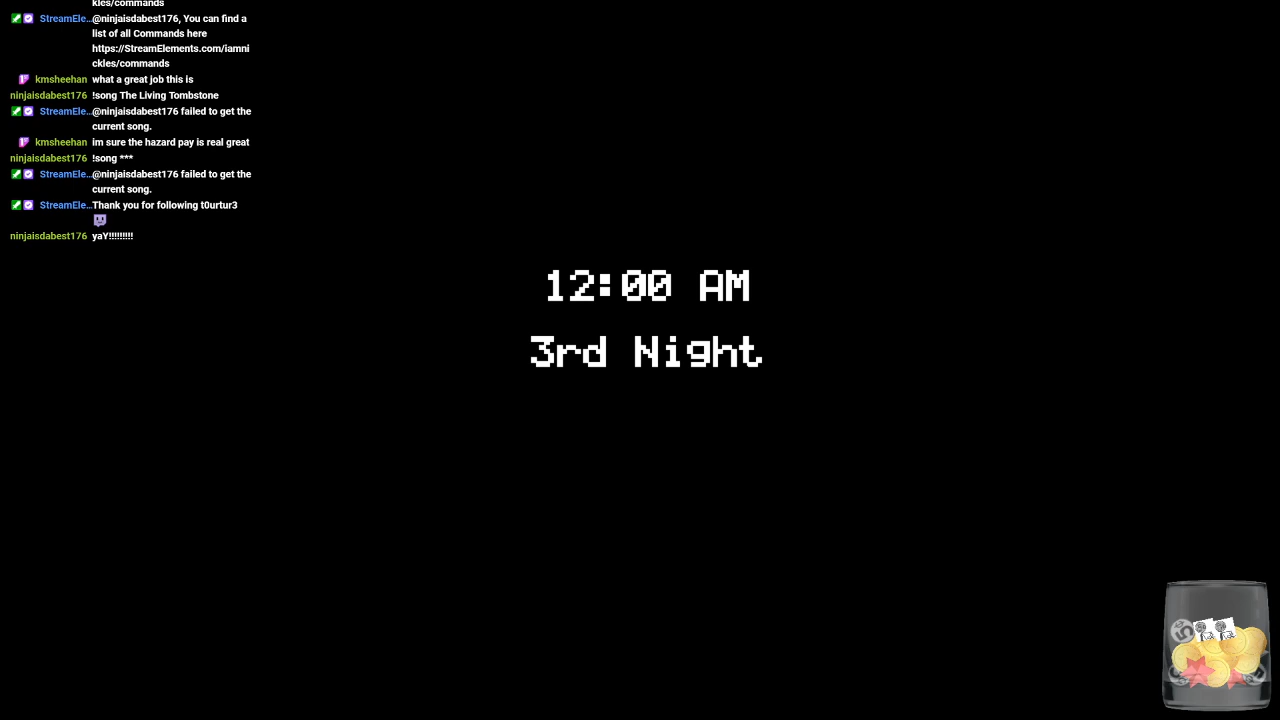 kles/commands
StreamEle... @ninjaisdabest176, You can find a
list of all Commands here
https://StreamElements.com/iamni
ckles/commands
kmsheehan what a great job this is
ninjaisdabest176 !song The Living Tombstone
StreamEle... @ninjaisdabest176 failed to get the
current song.
kmsheehan im sure the hazard pay is real great
ninjaisdabest176 !song ***
StreamEle... @ninjaisdabest176 failed to get the
current song.
StreamEle... Thank you for following t0urtur3
ninjaisdabest176 yaY!!!!!!!!!
12:00 AM
3rd Night